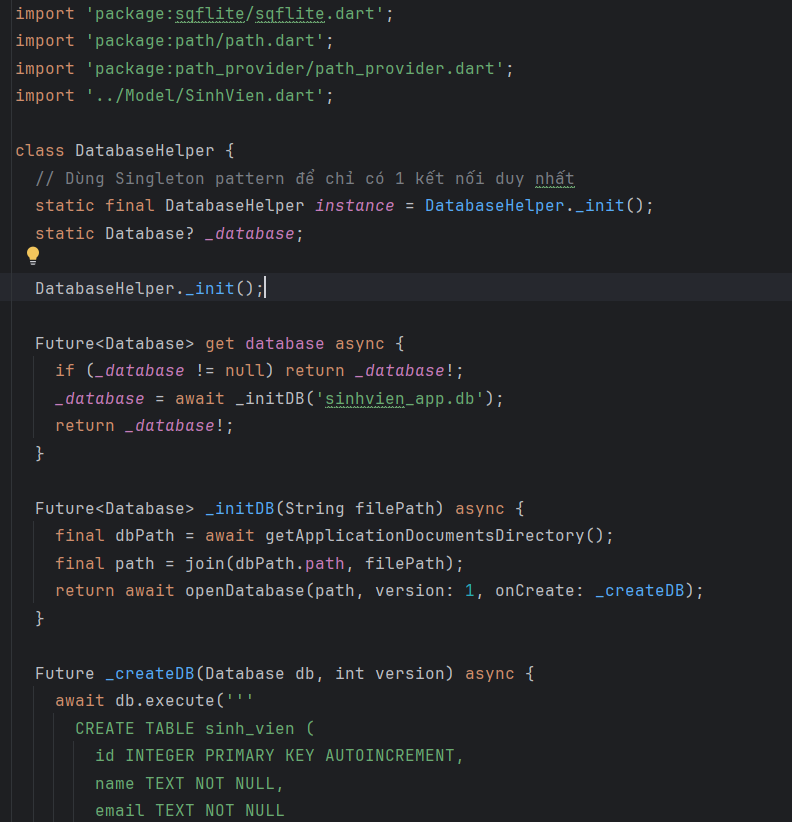 import 'package:sqflite/sqflite.dart';
import 'package:path/path.dart';
import 'package:path_provider/path_provider.dart';
import '../Model/SinhVien.dart';
class DatabaseHelper {
// Dùng Singleton pattern để chỉ có 1 kết nối duy nhất
static final DatabaseHelper instance = DatabaseHelper._init();
static Database? _database;
DatabaseHelper._init();
Future<Database> get database async {
if (_database != null) return _database!;
_database = await _initDB('sinhvien_app.db');
return _database!;
}
Future<Database> _initDB(String filePath) async {
final dbPath = await getApplicationDocumentsDirectory();
final path = join(dbPath.path, filePath);
return await openDatabase(path, version: 1, onCreate: _createDB);
}
Future _createDB(Database db, int version) async {
await db.execute('''
CREATE TABLE sinh_vien (
id INTEGER PRIMARY KEY AUTOINCREMENT,
name TEXT NOT NULL,
email TEXT NOT NULL